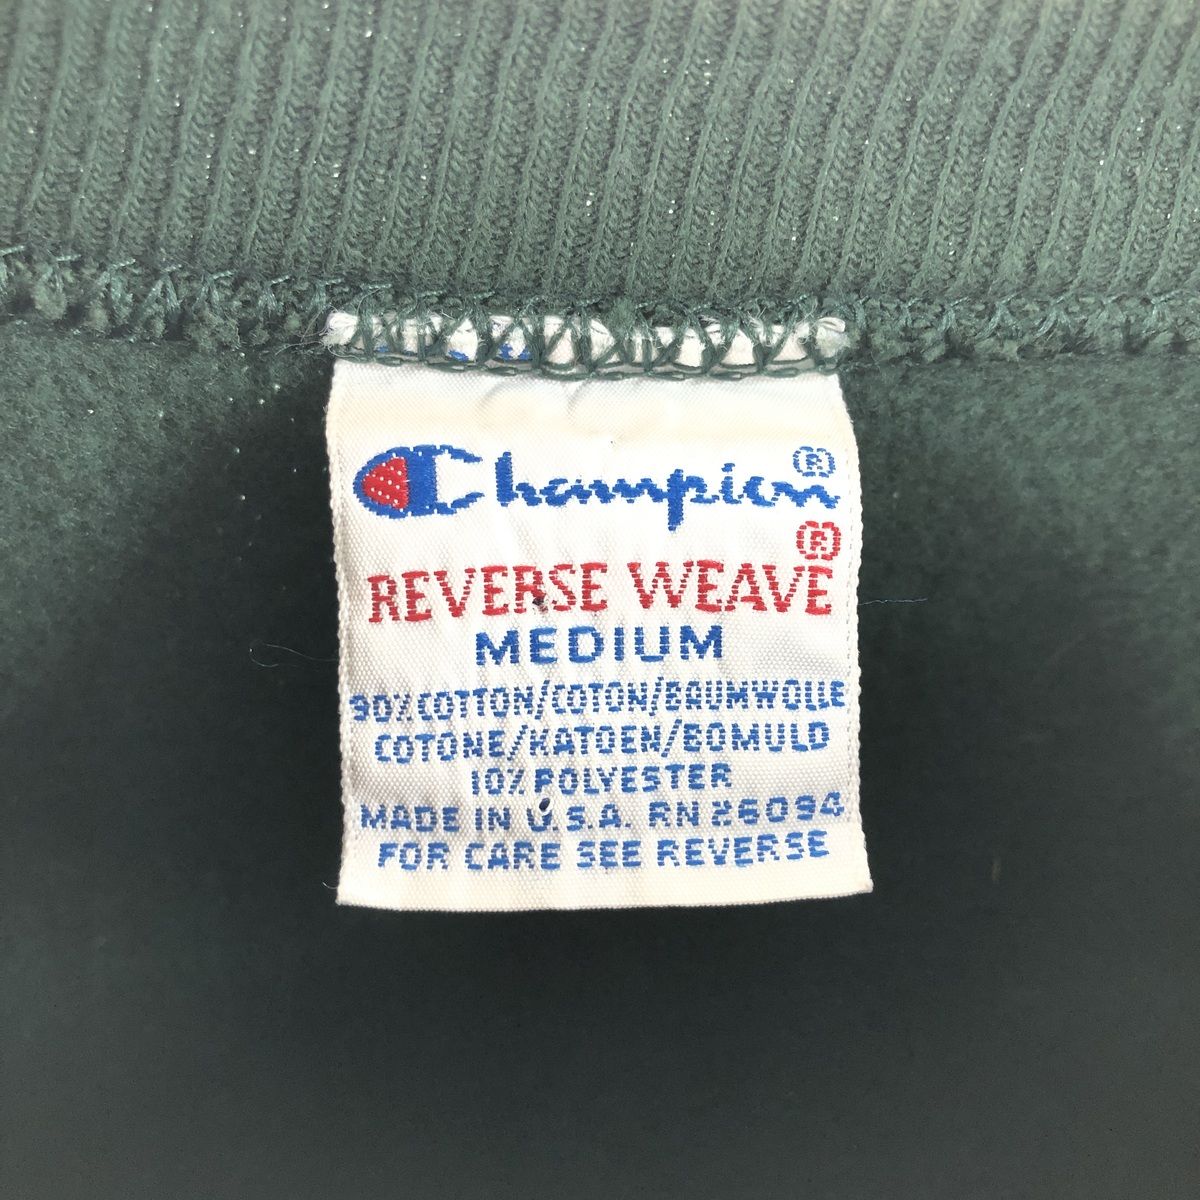 Champion®
REVERSE WEAVE®
MEDIUM
90% COTTON/COTON/BAUMWOLLE
COTONE/KATOEN/BOMULD
10% POLYESTER
MADE IN U.S.A. RN 26094
FOR CARE SEE REVERSE